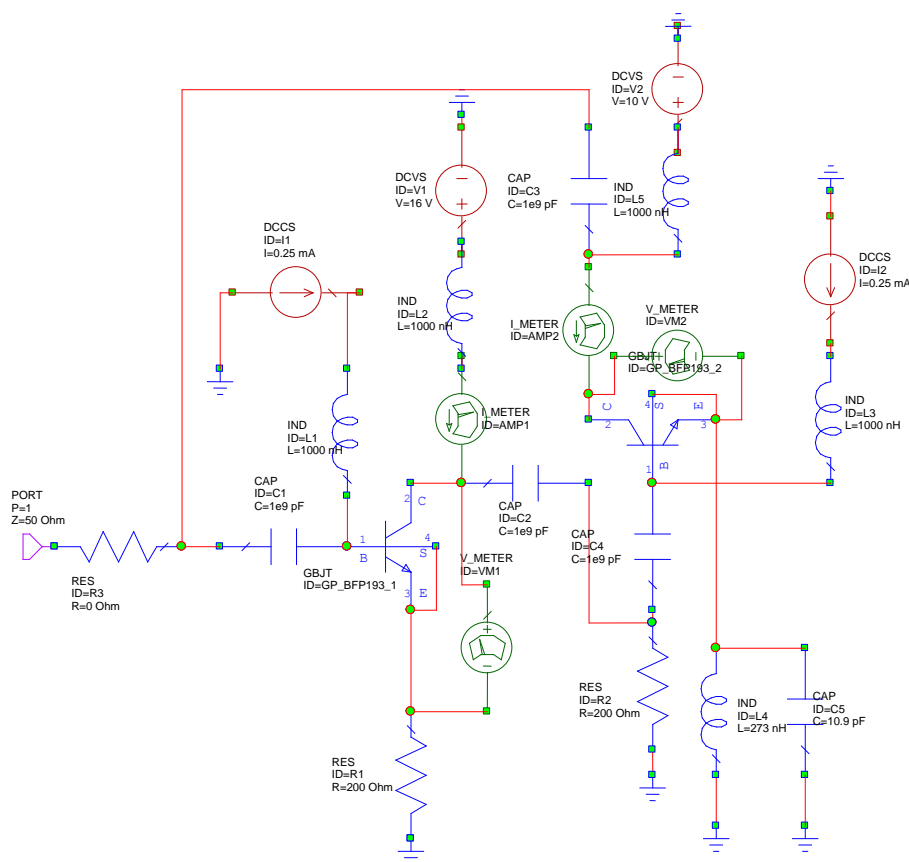 DCVS
ID=V2
V=10 V
DCVS
ID=V1
V=16 V
CAP
ID=C3
C=1e9 pF
IND
ID=L5
L=1000 nH
DCCS
ID=I1
I=0.25 mA
DCCS
ID=I2
I=0.25 mA
IND
ID=L2
L=1000 nH
I_METER
ID=AMP2
V_METER
ID=VM2
GBJT
ID=GP_BFP193_2
I_METER
ID=AMP1
C
2
4
S
E
3
B
1
IND
ID=L3
L=1000 nH
IND
ID=L1
L=1000 nH
CAP
ID=C1
C=1e9 pF
PORT
P=1
Z=50 Ohm
2
C
1
B
4
S
3
E
CAP
ID=C2
C=1e9 pF
CAP
ID=C4
C=1e9 pF
RES
ID=R3
R=0 Ohm
GBJT
ID=GP_BFP193_1
V_METER
ID=VM1
RES
ID=R2
R=200 Ohm
IND
ID=L4
L=273 nH
CAP
ID=C5
C=10.9 pF
RES
ID=R1
R=200 Ohm